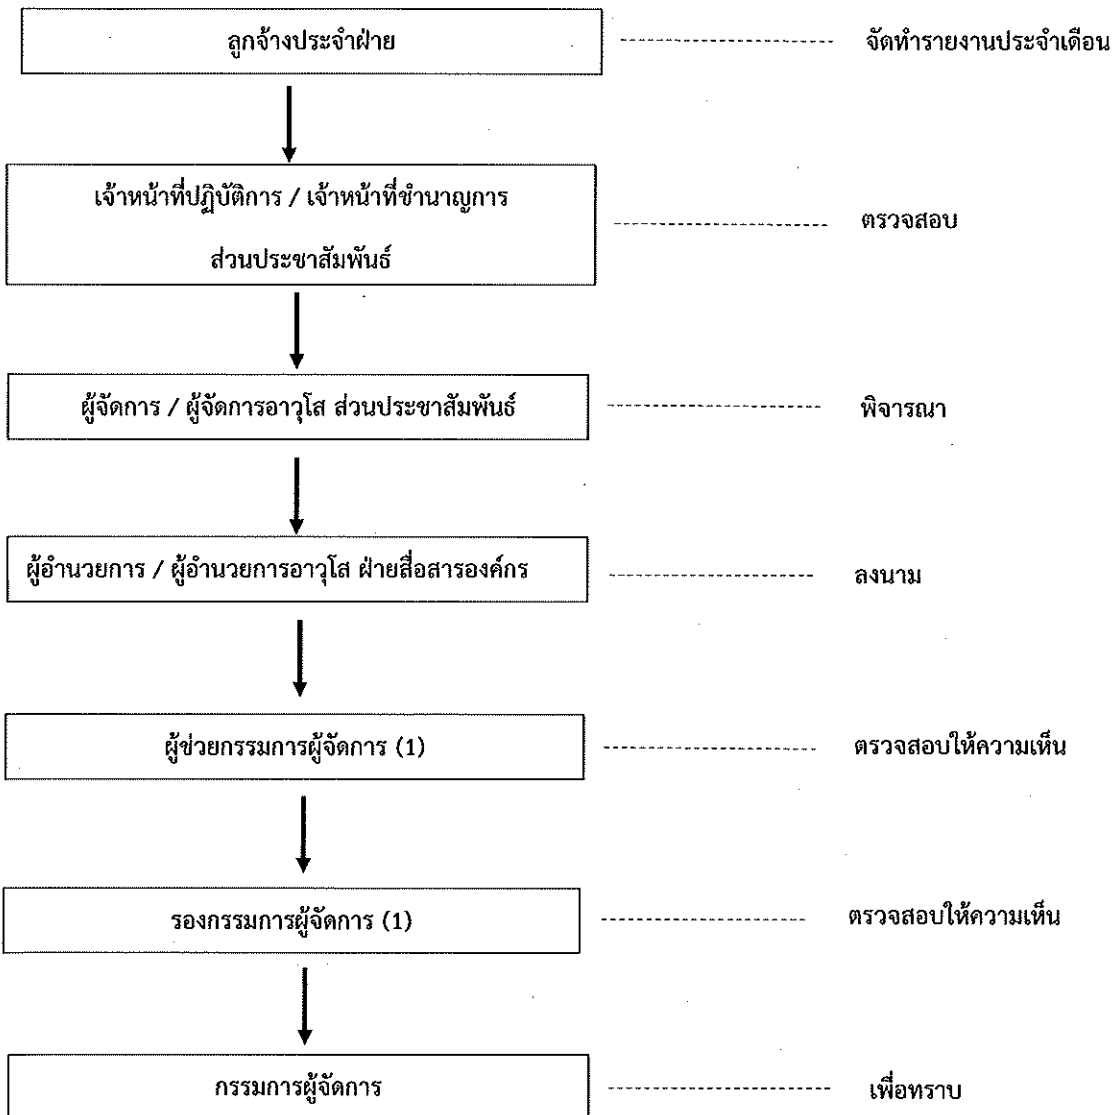 ลูกจ้างประจำฝ่าย
จัดทำรายงานประจำเดือน
เจ้าหน้าที่ปฏิบัติการ / เจ้าหน้าที่ชำนาญการ
ส่วนประชาสัมพันธ์
ตรวจสอบ
ผู้จัดการ / ผู้จัดการอาวุโส ส่วนประชาสัมพันธ์
พิจารณา
ผู้อำนวยการ / ผู้อำนวยการอาวุโส ฝ่ายสื่อสารองค์กร
ลงนาม
ผู้ช่วยกรรมการผู้จัดการ (1)
ตรวจสอบให้ความเห็น
รองกรรมการผู้จัดการ (1)
ตรวจสอบให้ความเห็น
กรรมการผู้จัดการ
เพื่อทราบ